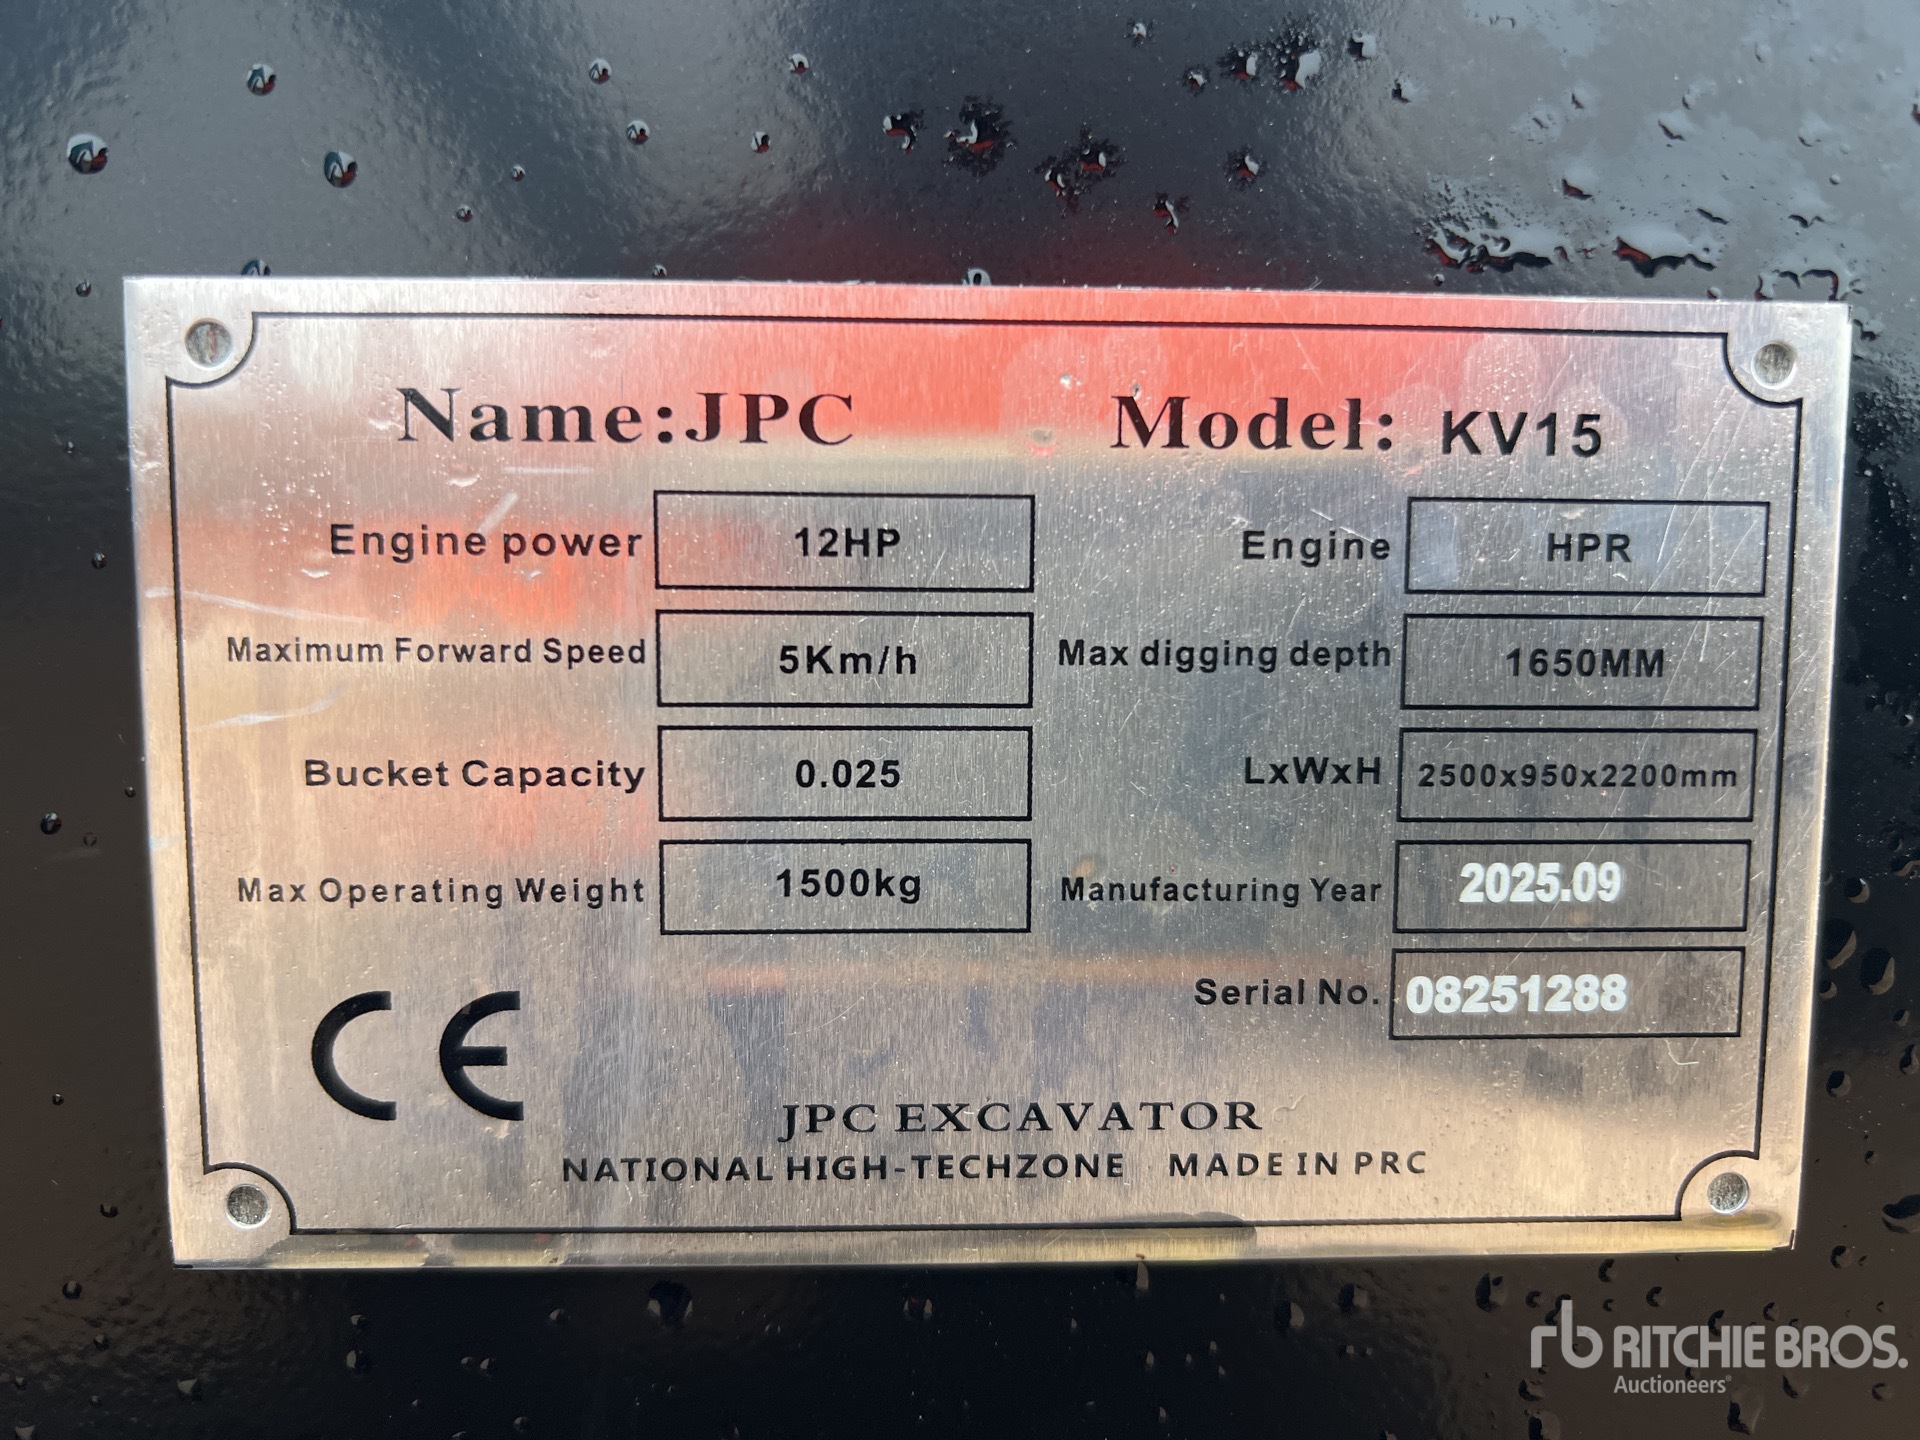 Name:JPC Model: KV15
Engine power 12HP Engine HPR
Maximum Forward Speed 5Km/h Max digging depth 1650MM
Bucket Capacity 0.025 LxWxH 2500x950x2200mm
Max Operating Weight 1500kg Manufacturing Year 2025.09
Serial No. 08251288
CE
JPC EXCAVATOR
NATIONAL HIGH-TECHZONE MADE IN PRC
rb RITCHIE BROS.
Auctioneers